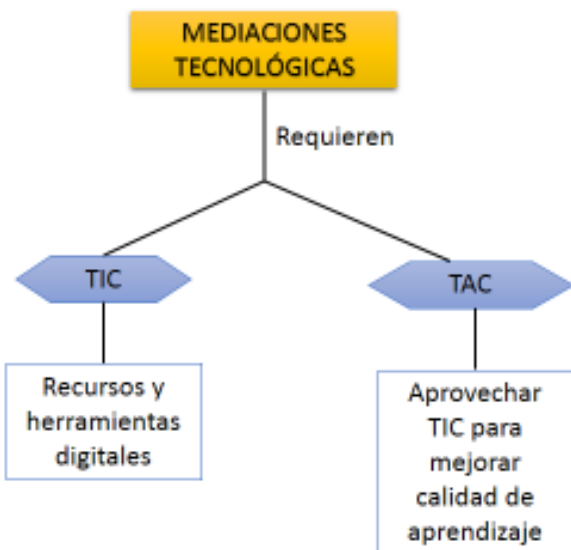 MEDIACIONES
TECNOLÓGICAS
Requieren
TIC
TAC
Recursos y
herramientas
digitales
Aprovechar
TIC para
mejorar
calidad de
aprendizaje